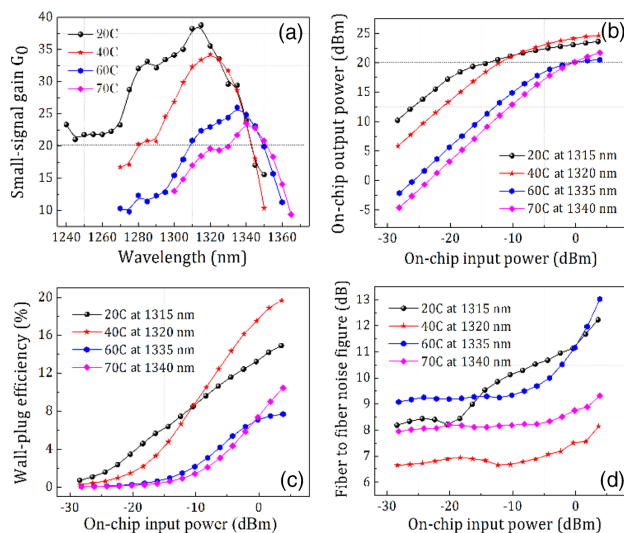 (a)
Small-signal gain G0
40
35
30
25
20
15
10
20C
40C
60C
70C
1240 1260 1280 1300 1320 1340 1360
Wavelength (nm)
(b)
On-chip output power (dBm)
25
20
15
10
5
0
-5
20C at 1315 nm
40C at 1320 nm
60C at 1335 nm
70C at 1340 nm
-30 -20 -10 0
On-chip input power (dBm)
(c)
Wall-plug efficiency (%)
20
16
12
8
4
0
20C at 1315 nm
40C at 1320 nm
60C at 1335 nm
70C at 1340 nm
-30 -20 -10 0
On-chip input power (dBm)
(d)
Fiber to fiber noise figure (dB)
13
12
11
10
9
8
7
6
20C at 1315 nm
40C at 1320 nm
60C at 1335 nm
70C at 1340 nm
-30 -20 -10 0
On-chip input power (dBm)